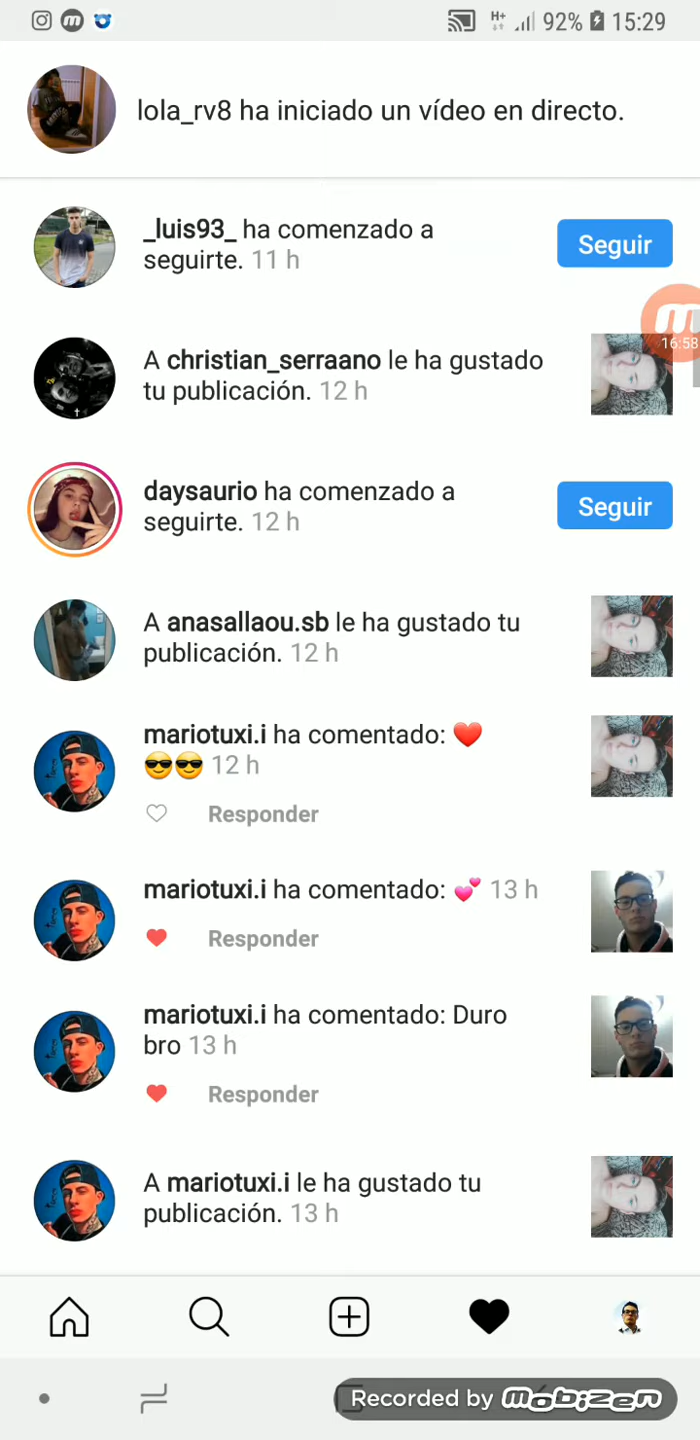 H+ 92% 15:29
lola_rv8 ha iniciado un vídeo en directo.
_luis93_ ha comenzado a
seguirte. 11 h
Seguir
16:58
A christian_serraano le ha gustado
tu publicación. 12 h
daysaurio ha comenzado a
seguirte. 12 h
Seguir
A anasallaou.sb le ha gustado tu
publicación. 12 h
mariotuxi.i ha comentado: ❤️
😎😎 12 h
Responder
mariotuxi.i ha comentado: 💕 13 h
Responder
mariotuxi.i ha comentado: Duro
bro 13 h
Responder
A mariotuxi.i le ha gustado tu
publicación. 13 h
Recorded by mobizen